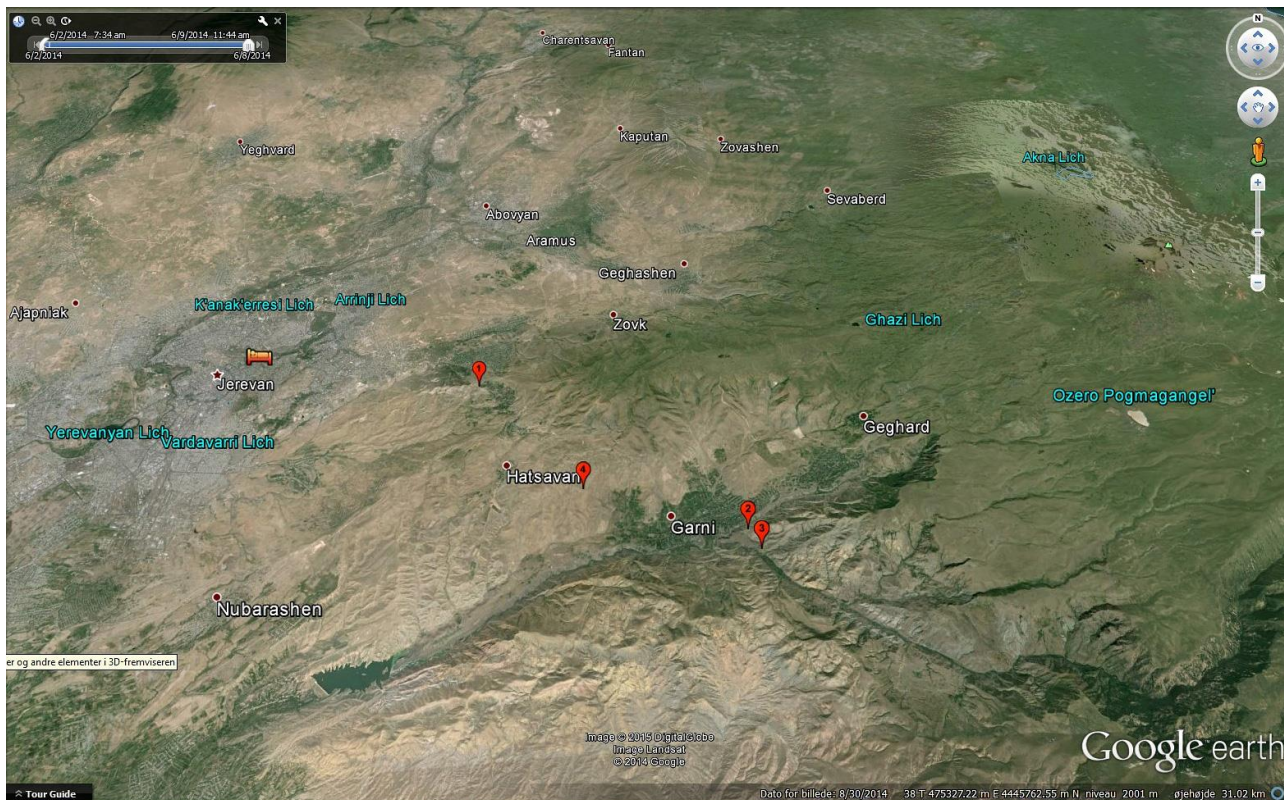 6/2/2014 7:34 am
6/9/2014 11:44 am
6/2/2014
6/8/2014
N
Charentsavan
Fantan
Kaputan
Zovashen
Yeghvard
Akna Lich
Sevaberd
Abovyan
Aramus
Geghashen
K'anak'erresi Lich
Arrinji Lich
Ajapniak
Zovk
Ghazi Lich
1
Jerevan
Ozero Pogmagangel'
Geghard
Yerevanyan Lich
Vardavarri Lich
Hatsavan
4
2
Garni
3
Nubarashen
er og andre elementer i 3D-fremviseren
Image © 2015 DigitalGlobe
Image Landsat
© 2014 Google
Google earth
Tour Guide
Dato for billede: 8/30/2014 38 T 475327.22 m E 4445762.55 m N niveau 2001 m øjehøjde 31.02 km